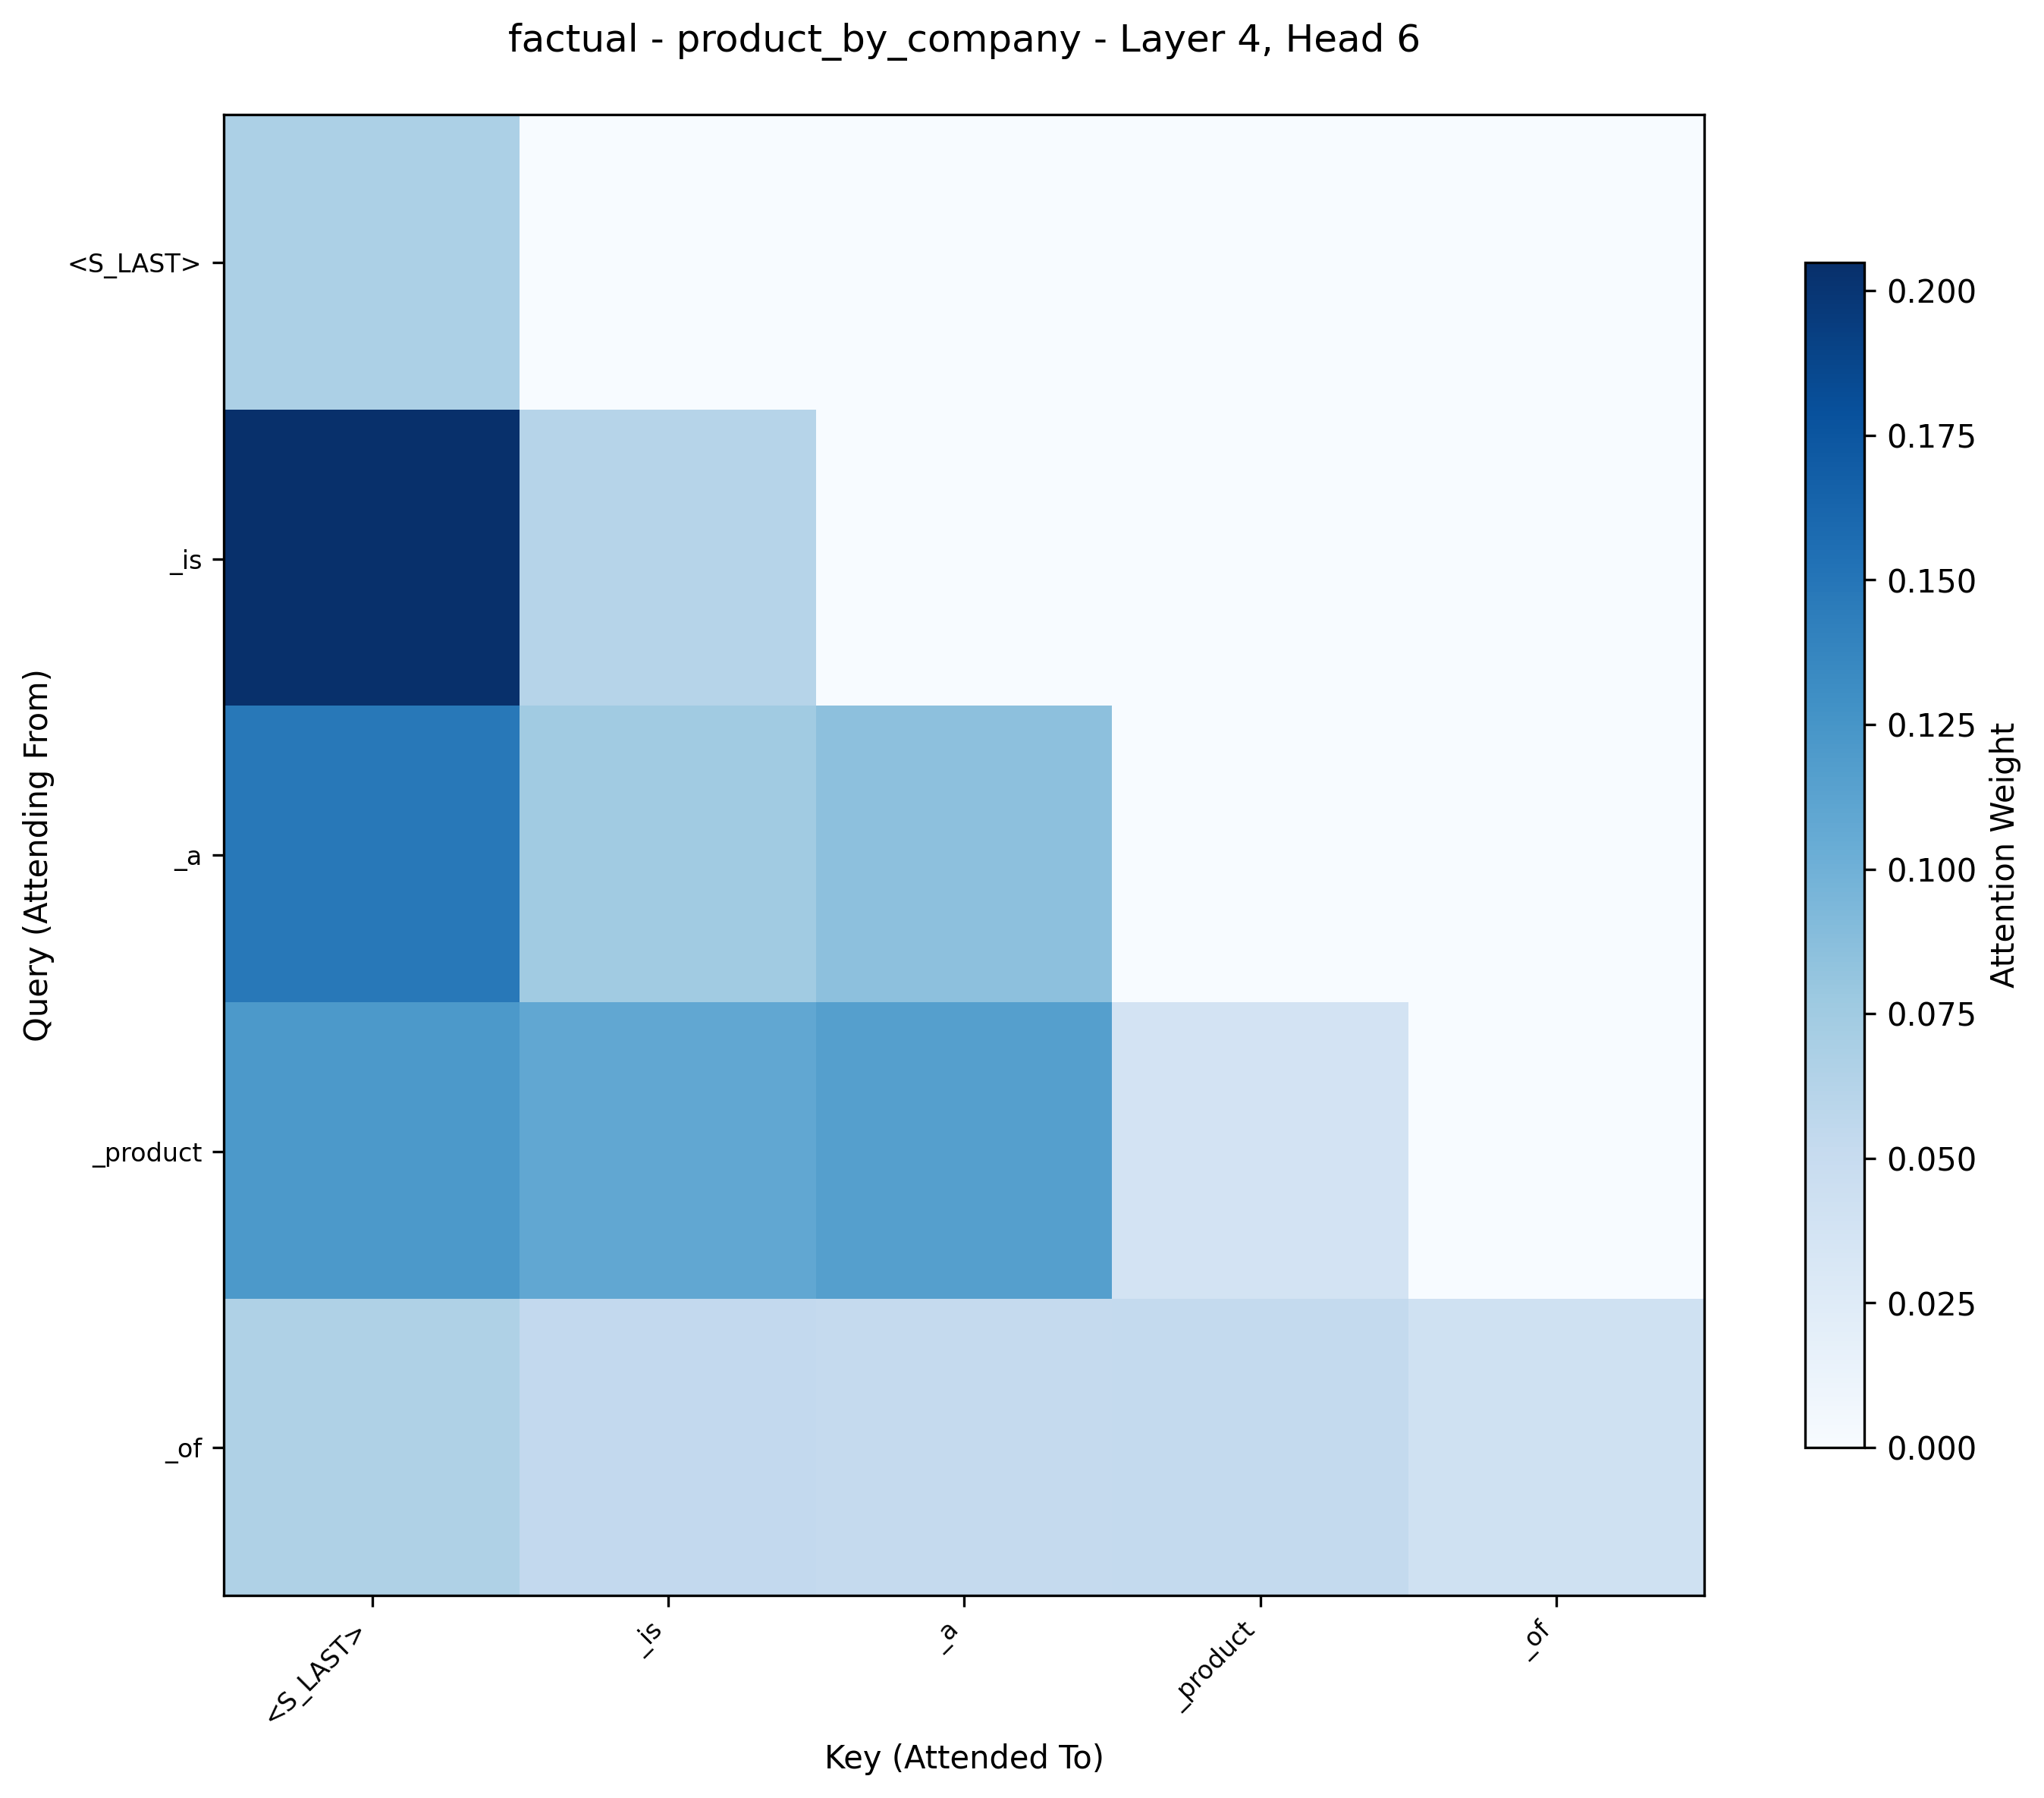 factual - product_by_company - Layer 4, Head 6
Query (Attending From)
<S_LAST>
_is
_a
_product
_of
<S_LAST>
_is
_a
_product
_of
Key (Attended To)
0.200
0.175
0.150
0.125
0.100
0.075
0.050
0.025
0.000
Attention Weight